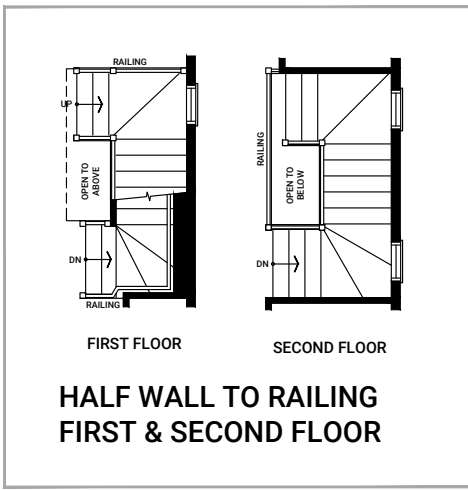 RAILING
UP
OPEN TO
ABOVE
DN
RAILING
FIRST FLOOR
RAILING
OPEN TO
BELOW
DN
SECOND FLOOR
HALF WALL TO RAILING
FIRST & SECOND FLOOR